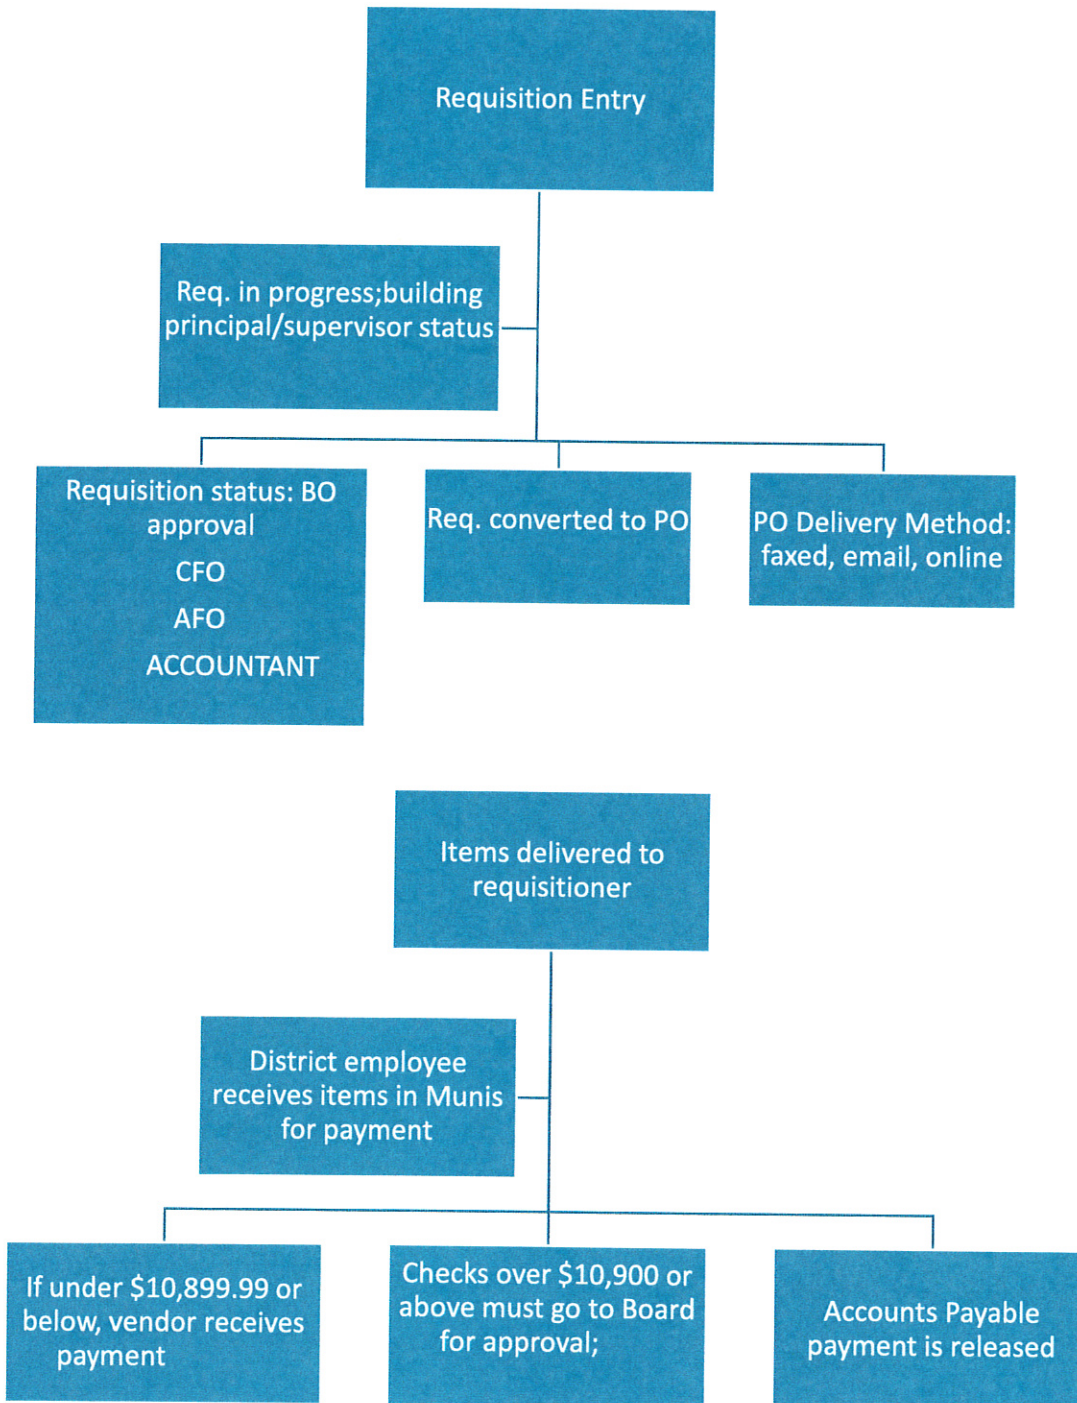 Requisition Entry
Req. in progress;building
principal/supervisor status
Requisition status: BO
approval
CFO
AFO
ACCOUNTANT
Req. converted to PO
PO Delivery Method:
faxed, email, online
Items delivered to
requisitioner
District employee
receives items in Munis
for payment
If under $10,899.99 or
below, vendor receives
payment
Checks over $10,900 or
above must go to Board
for approval;
Accounts Payable
payment is released